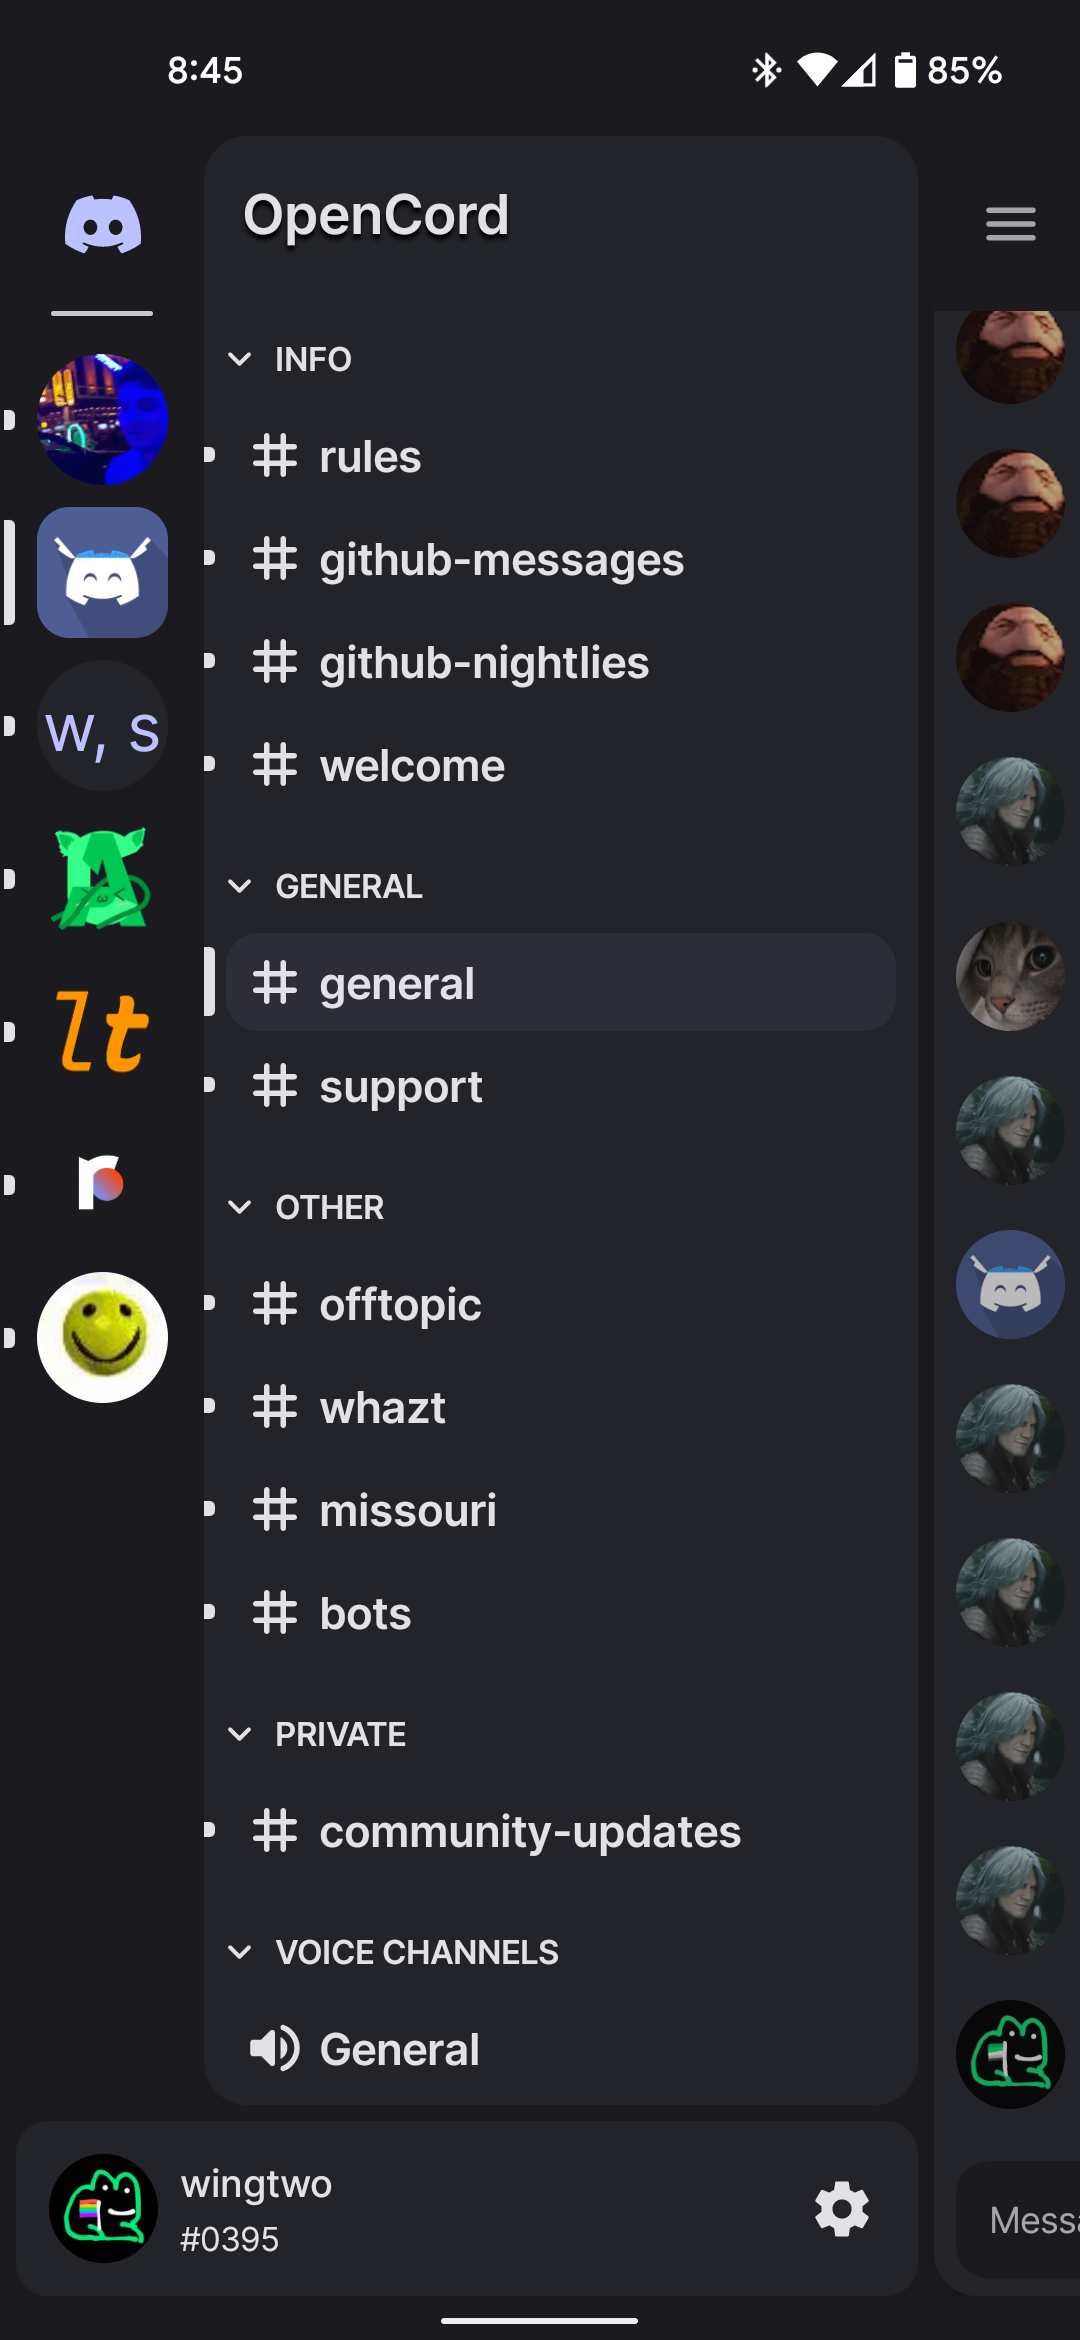 8:45
85%
OpenCord
INFO
rules
github-messages
github-nightlies
welcome
GENERAL
general
support
OTHER
offtopic
whazt
missouri
bots
PRIVATE
community-updates
VOICE CHANNELS
General
W, S
A
lt
r
wingtwo
#0395
Messa